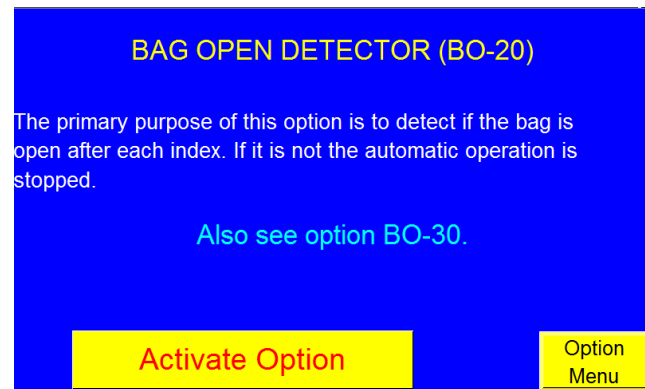 BAG OPEN DETECTOR (BO-20)
The primary purpose of this option is to detect if the bag is
open after each index. If it is not the automatic operation is
stopped.
Also see option BO-30.
Activate Option
Option
Menu